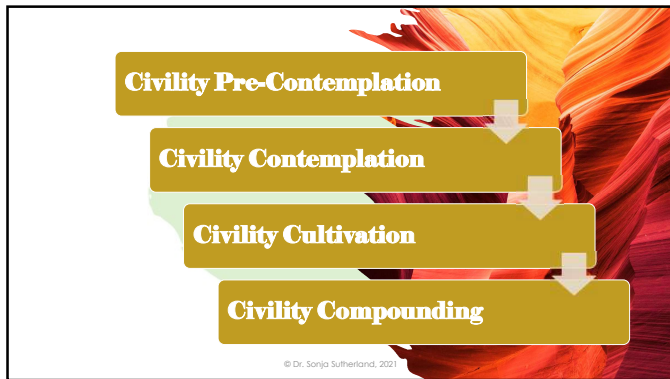 Civility Pre-Contemplation
Civility Contemplation
Civility Cultivation
Civility Compounding
© Dr. Sonja Sutherland, 2021